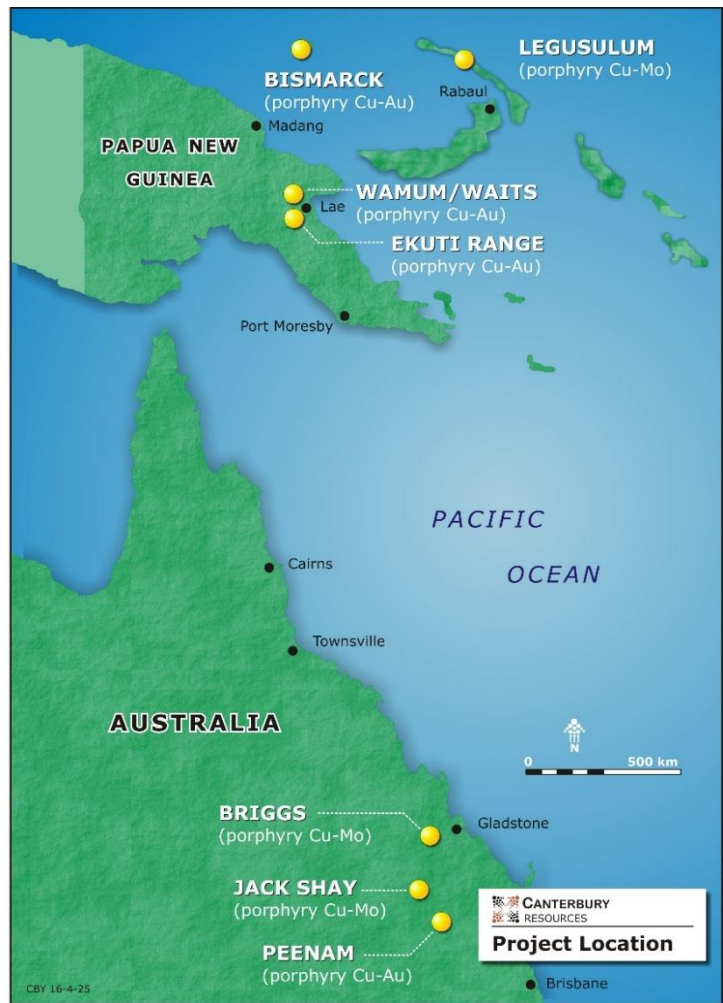 LEGUSULUM
(porphyry Cu-Mo)
BISMARCK
(porphyry Cu-Au)
Rabaul
Madang
PAPUA NEW
GUINEA
WAMUM/WAITS
(porphyry Cu-Au)
Lae
EKUTI RANGE
(porphyry Cu-Au)
Port Moresby
PACIFIC
OCEAN
Cairns
Townsville
AUSTRALIA
N
0 500 km
BRIGGS
(porphyry Cu-Mo)
Gladstone
JACK SHAY
(porphyry Cu-Mo)
PEENAM
(porphyry Cu-Au)
CANTERBURY
RESOURCES
Project Location
Brisbane
CBY 16-4-25